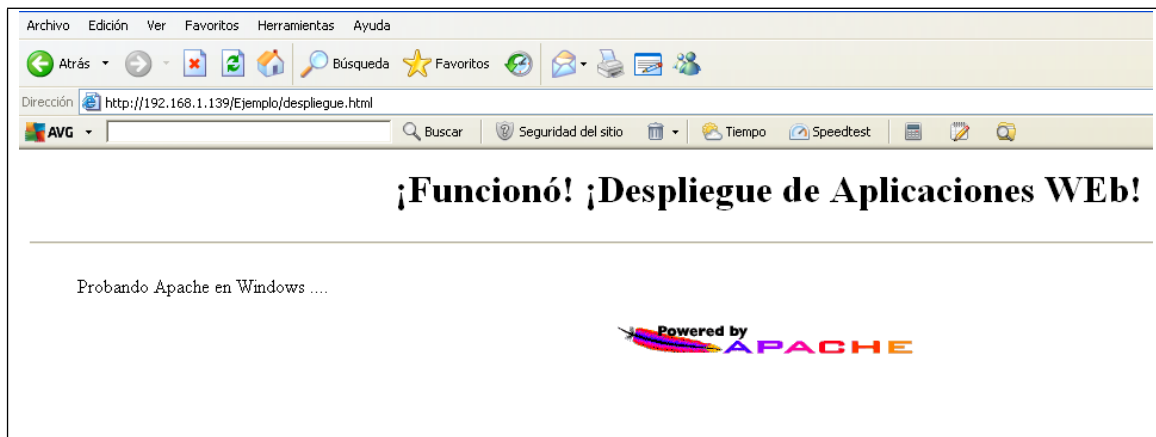 Archivo Edición Ver Favoritos Herramientas Ayuda
Atrás Búsqueda Favoritos
Dirección http://192.168.1.139/Ejemplo/despliegue.html
AVG Buscar Seguridad del sitio Tiempo Speedtest
¡Funcionó! ¡Despliegue de Aplicaciones WEb!
Probando Apache en Windows ....
Powered by
APACHE